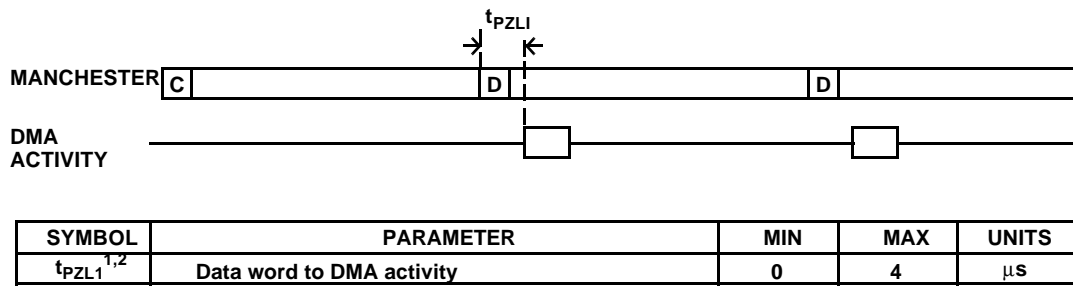 tPZLI
MANCHESTER C D D
DMA
ACTIVITY
SYMBOL PARAMETER MIN MAX UNITS
tPZL1 1,2 Data word to DMA activity 0 4 μs